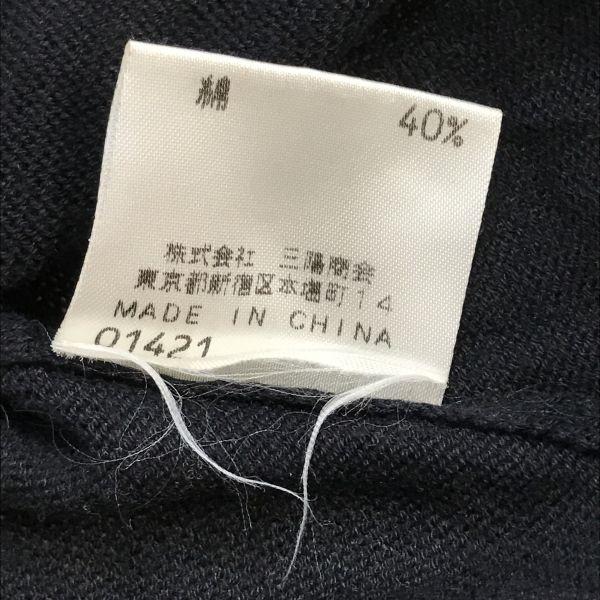 綿 40%
株式会社 三陽商会
東京都新宿区本塩町14
MADE IN CHINA
01421